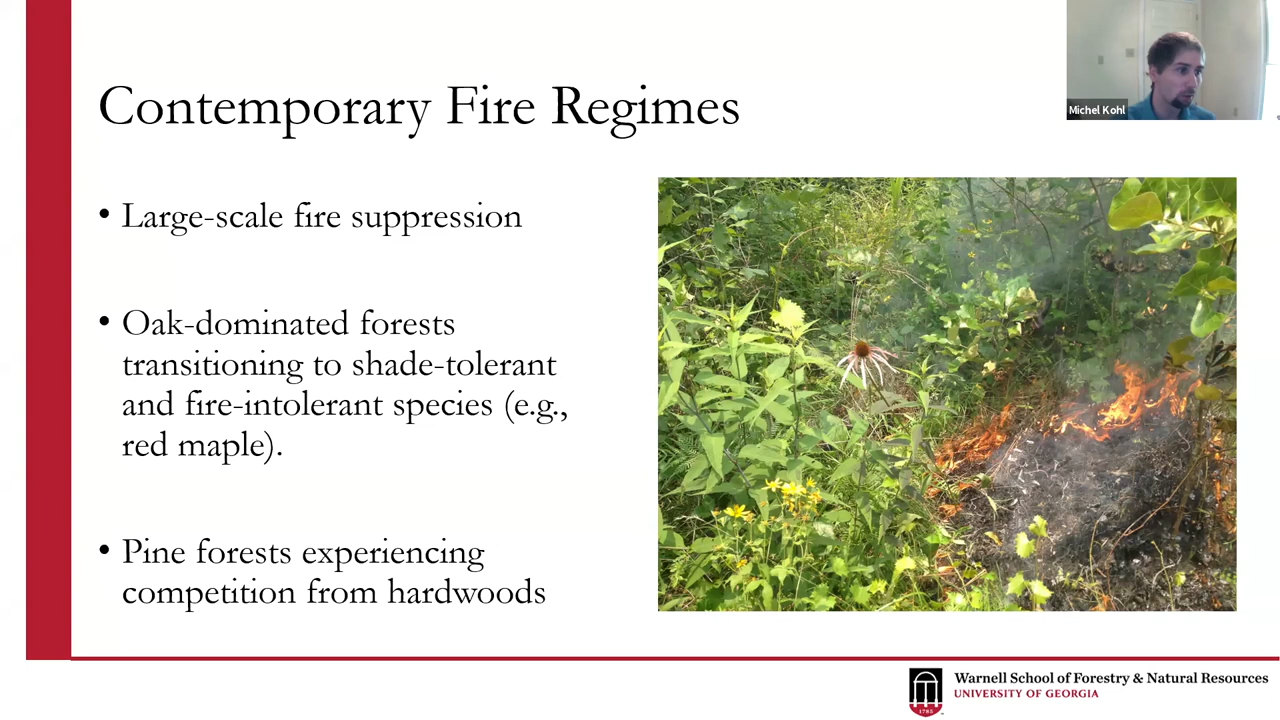 Contemporary Fire Regimes
Michel Kohl
• Large-scale fire suppression
• Oak-dominated forests
transitioning to shade-tolerant
and fire-intolerant species (e.g.,
red maple).
• Pine forests experiencing
competition from hardwoods
1785
Warnell School of Forestry & Natural Resources
UNIVERSITY OF GEORGIA